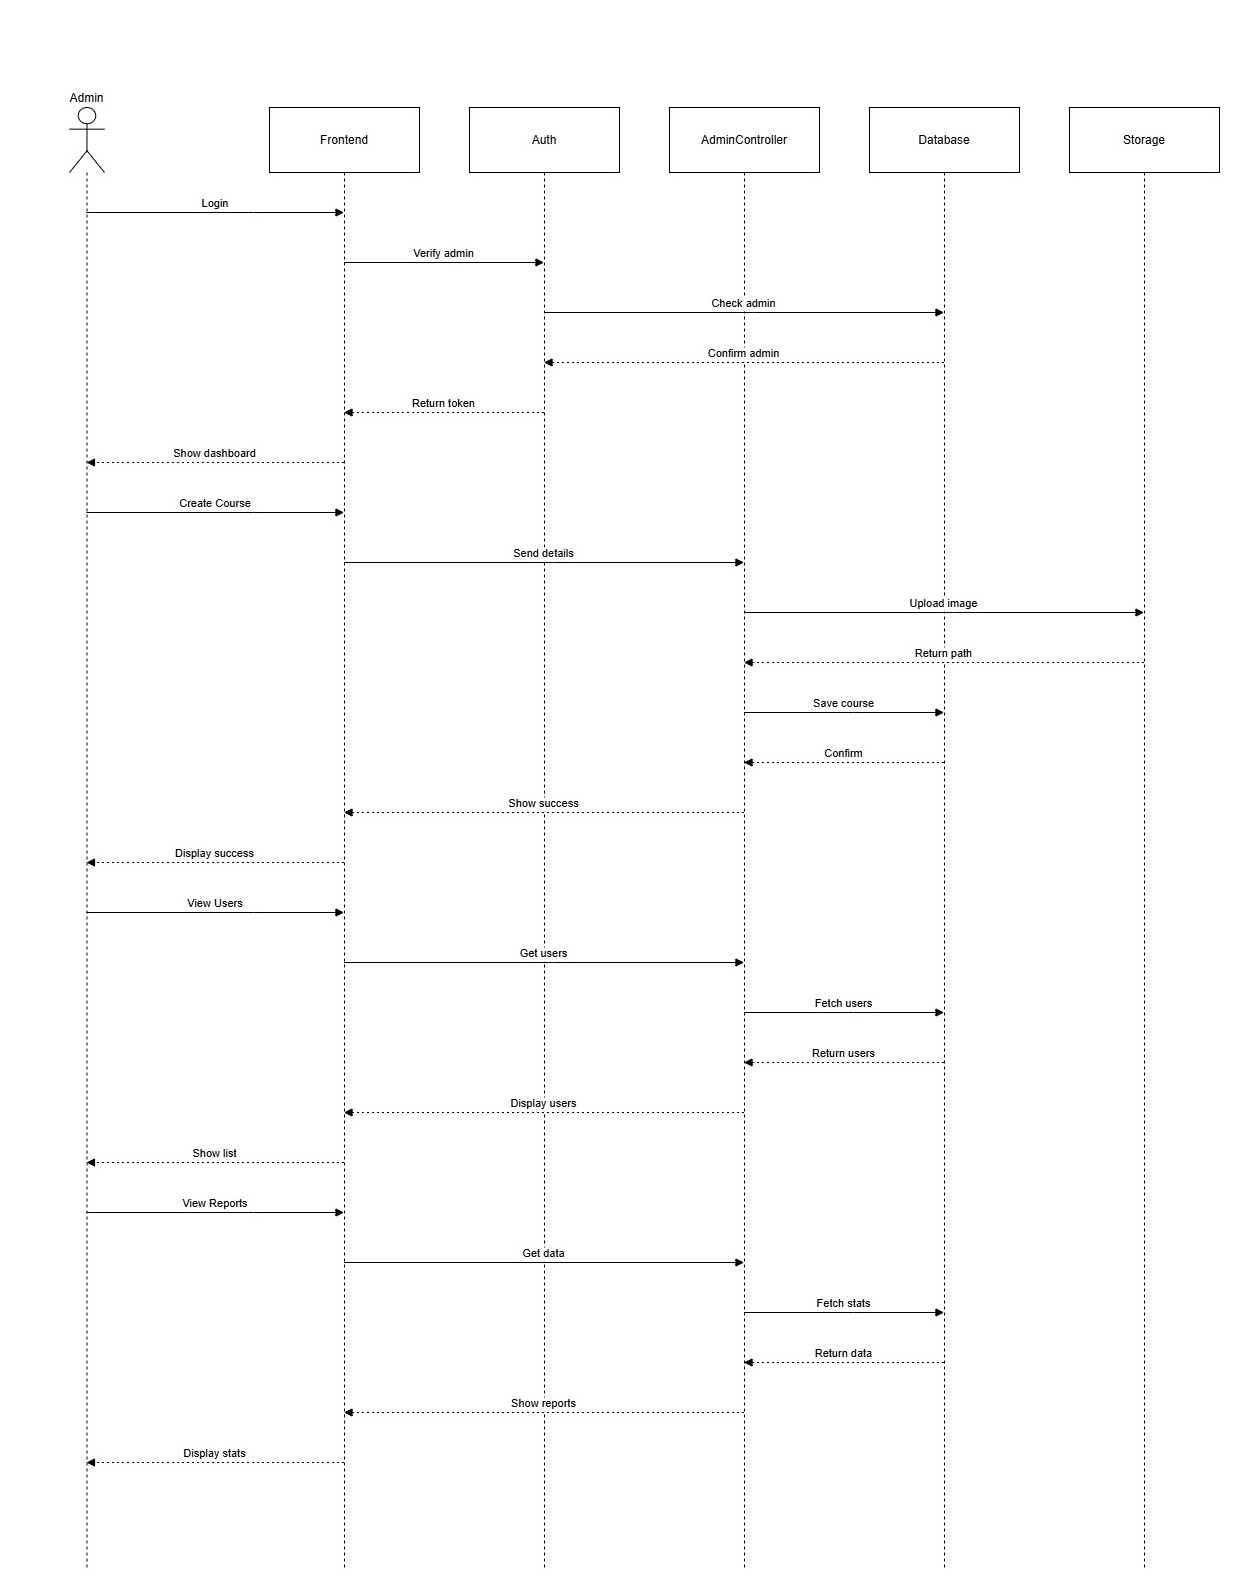 Admin
Frontend
Auth
AdminController
Database
Storage
Login
Verify admin
Check admin
Confirm admin
Return token
Show dashboard
Create Course
Send details
Upload image
Return path
Save course
Confirm
Show success
Display success
View Users
Get users
Fetch users
Return users
Display users
Show list
View Reports
Get data
Fetch stats
Return data
Show reports
Display stats